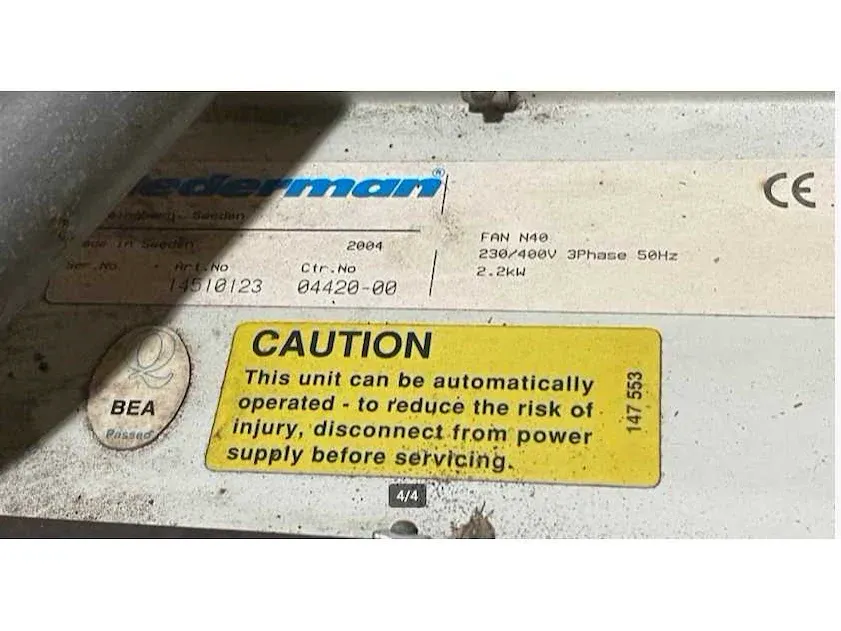 ederman®
Sweden
ade in Sweden
2004
Ser.No
Art.No
Ctr.No
14510123
04420-00
FAN N40
230/400V 3Phase 50Hz
2.2kW
CE
Q
BEA
Passed
CAUTION
This unit can be automatically
operated - to reduce the risk of
injury, disconnect from power
supply before servicing.
147 553
4/4